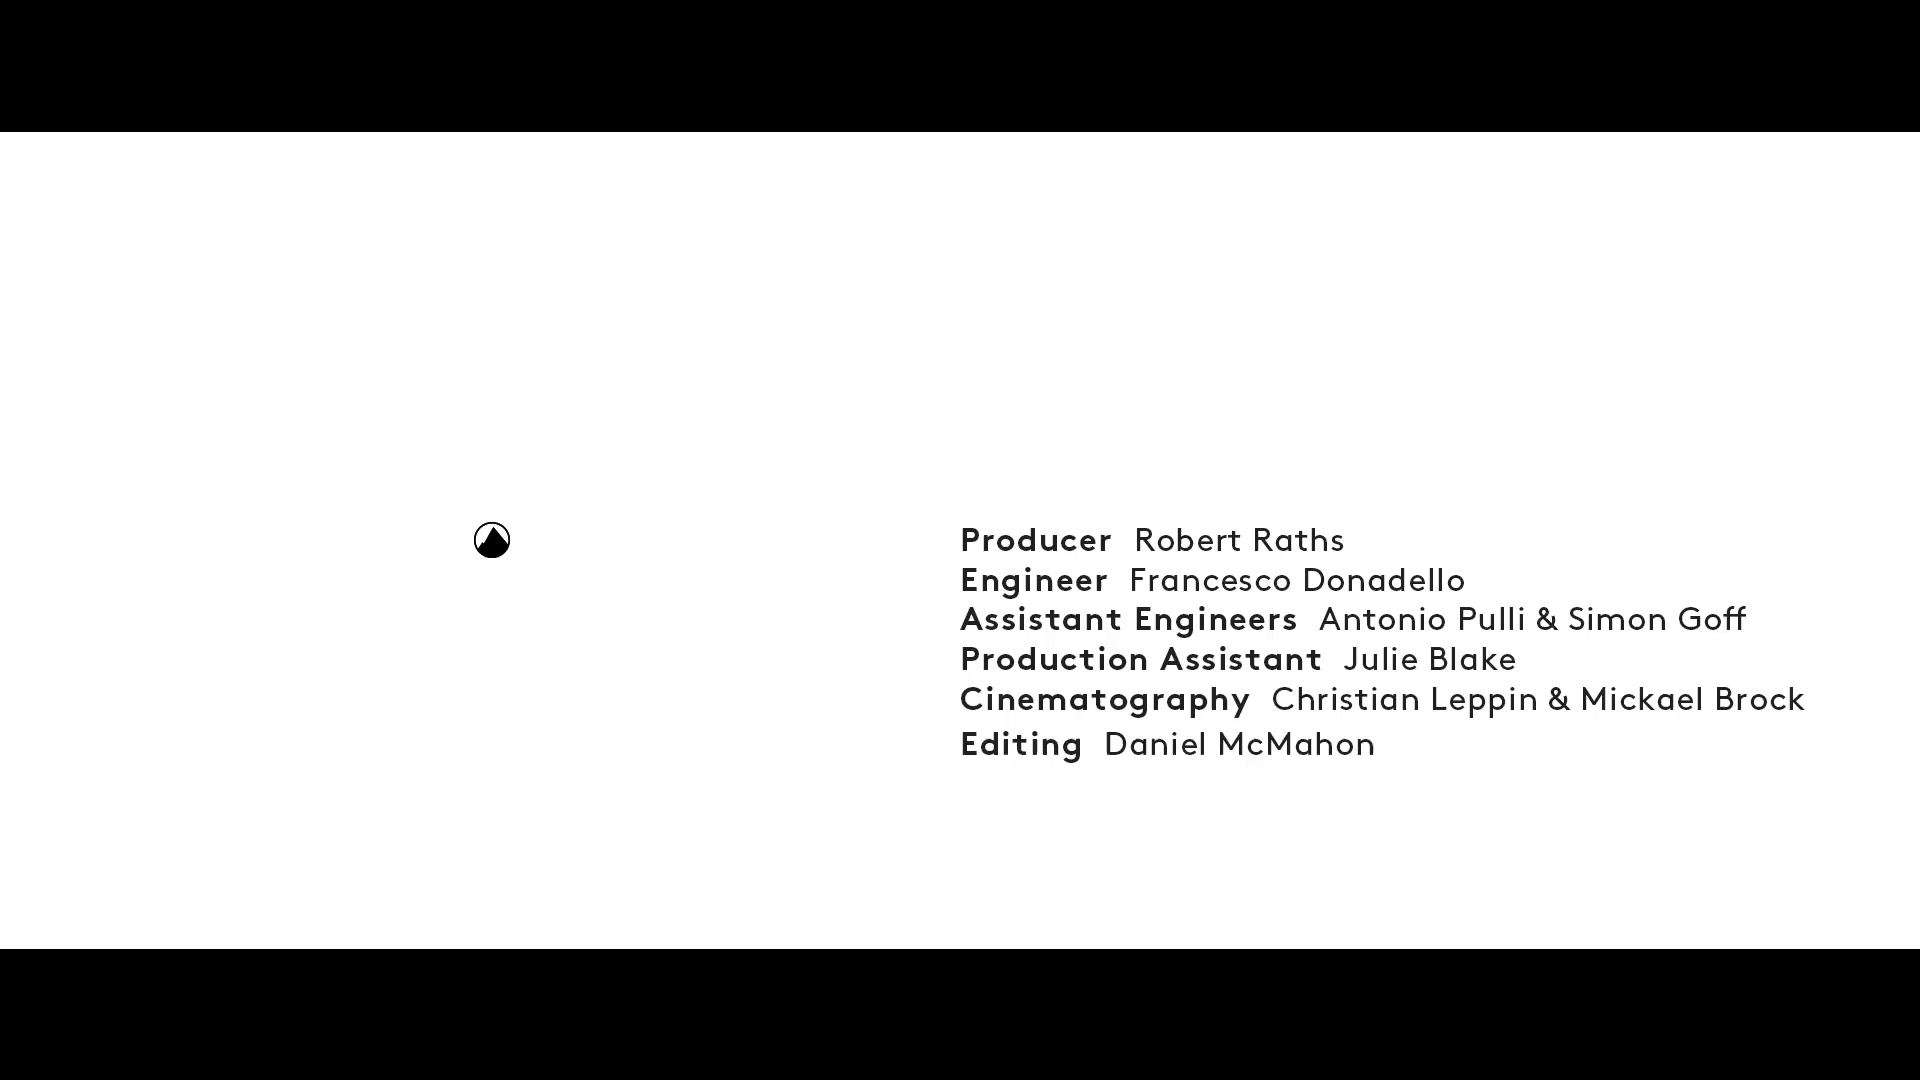 Producer Robert Raths
Engineer Francesco Donadello
Assistant Engineers Antonio Pulli & Simon Goff
Production Assistant Julie Blake
Cinematography Christian Leppin & Mickael Brock
Editing Daniel McMahon